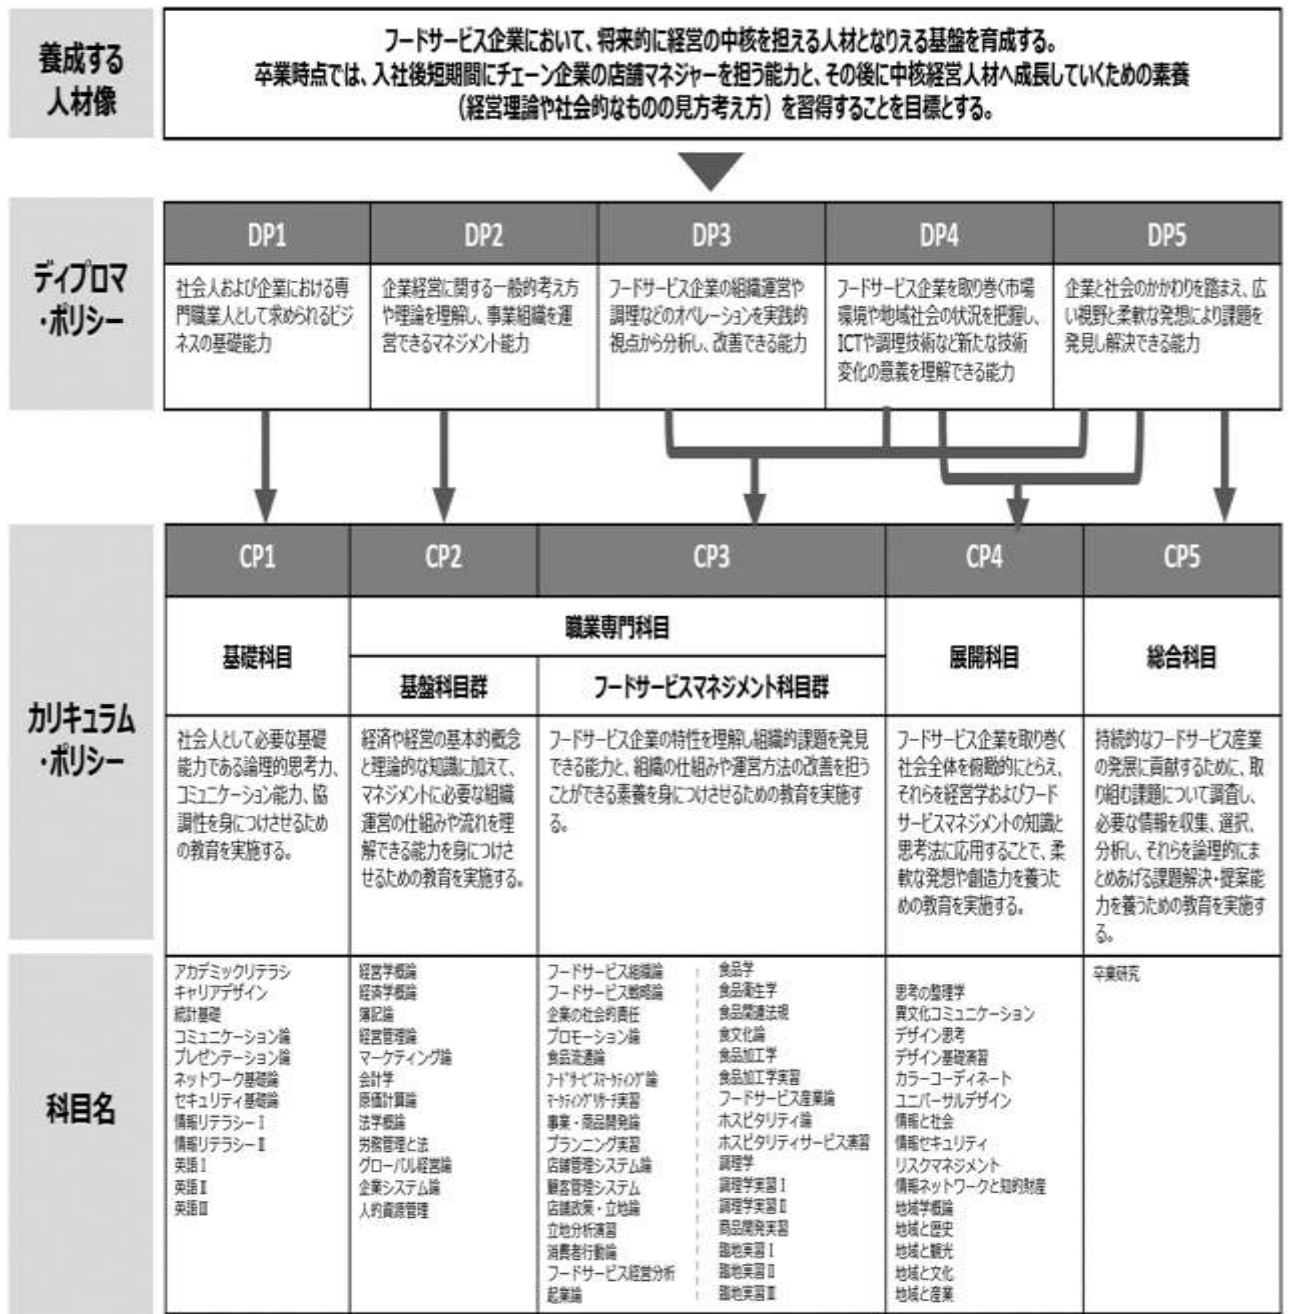 養成する
人材像
フードサービス企業において、将来的に経営の中核を担える人材となりえる基盤を育成する。
卒業時点では、入社後短期間にチェーン企業の店舗マネジャーを担う能力と、その後に中核経営人材へ成長していくための素養
（経営理論や社会的なものの見方考え方）を習得することを目標とする。
ディプロマ
・ポリシー
DP1
社会人および企業における専
門職業人として求められるビジ
ネスの基礎能力
DP2
企業経営に関する一般的考え方
や理論を理解し、事業組織を運
営できるマネジメント能力
DP3
フードサービス企業の組織運営や
調理などのオペレーションを実践的
視点から分析し、改善できる能力
DP4
フードサービス企業を取り巻く市場
環境や地域社会の状況を把握し、
ICTや調理技術など新たな技術
変化の意義を理解できる能力
DP5
企業と社会のかかわりを踏まえ、広
い視野と柔軟な発想により課題を
発見し解決できる能力
カリキュラム
・ポリシー
CP1
CP2
CP3
CP4
CP5
基礎科目
職業専門科目
基盤科目群
フードサービスマネジメント科目群
展開科目
総合科目
社会人として必要な基礎
能力である論理的思考力、
コミュニケーション能力、協
調性を身につけさせるため
の教育を実施する。
経済や経営の基本的概念
と理論的な知識に加えて、
マネジメントに必要な組織
運営の仕組みや流れを理
解できる能力を身につけさ
せるための教育を実施する。
フードサービス企業の特性を理解し組織的課題を発見
できる能力と、組織の仕組みや運営方法の改善を担う
ことができる素養を身につけさせるための教育を実施す
る。
フードサービス企業を取り巻く
社会全体を俯瞰的にとらえ、
それらを経営学およびフード
サービスマネジメントの知識と
思考法に応用することで、柔
軟な発想や創造力を養うた
めの教育を実施する。
持続的なフードサービス産業
の発展に貢献するために、取
り組む課題について調査し、
必要な情報を収集、選択、
分析し、それらを論理的にま
とめあげる課題解決・提案能
力を養うための教育を実施す
る。
科目名
アカデミックリテラシ
キャリアデザイン
統計基礎
コミュニケーション論
プレゼンテーション論
ネットワーク基礎論
セキュリティ基礎論
情報リテラシーⅠ
情報リテラシーⅡ
英語Ⅰ
英語Ⅱ
英語Ⅲ
経営学概論
経済学概論
簿記論
経営管理論
マーケティング論
会計学
原価計算論
法学概論
労務管理と法
グローバル経営論
企業システム論
人的資源管理
フードサービス組織論
フードサービス戦略論
企業の社会的責任
プロモーション論
食品流通論
フードサービスマーケティング論
マーケティングリサーチ実習
事業・商品開発論
プランニング実習
店舗管理システム論
顧客管理システム
店舗政策・立地論
立地分析演習
消費者行動論
フードサービス経営分析
起業論
食品学
食品衛生学
食品関連法規
食文化論
食品加工学
食品加工学実習
フードサービス産業論
ホスピタリティ論
ホスピタリティサービス演習
調理学
調理学実習Ⅰ
調理学実習Ⅱ
商品開発実習
臨地実習Ⅰ
臨地実習Ⅱ
臨地実習Ⅲ
思考の整理学
異文化コミュニケーション
デザイン思考
デザイン基礎演習
カラーコーディネート
ユニバーサルデザイン
情報と社会
情報セキュリティ
リスクマネジメント
情報ネットワークと知的財産
地域学概論
地域と歴史
地域と観光
地域と文化
地域と産業
卒業研究